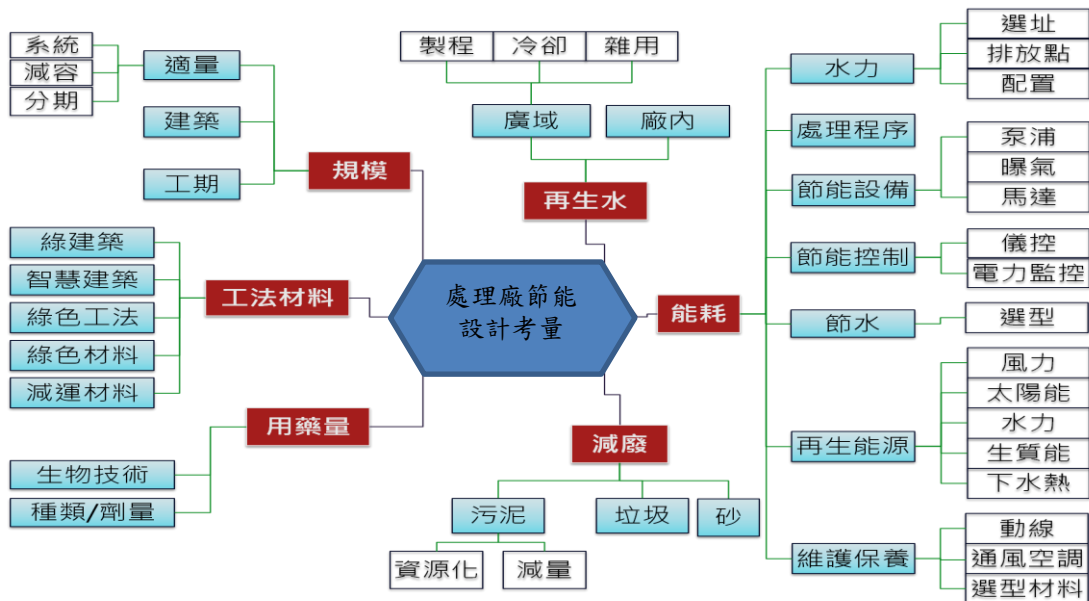 處理廠節能
設計考量
規模
適量
系統
減容
分期
建築
工期
工法材料
綠建築
智慧建築
綠色工法
綠色材料
減運材料
用藥量
生物技術
種類/劑量
再生水
廣域
製程
冷卻
雜用
廠內
減廢
污泥
資源化
減量
垃圾
砂
能耗
水力
選址
排放點
配置
處理程序
節能設備
泵浦
曝氣
馬達
節能控制
儀控
電力監控
節水
選型
再生能源
風力
太陽能
水力
生質能
下水熱
維護保養
動線
通風空調
選型材料